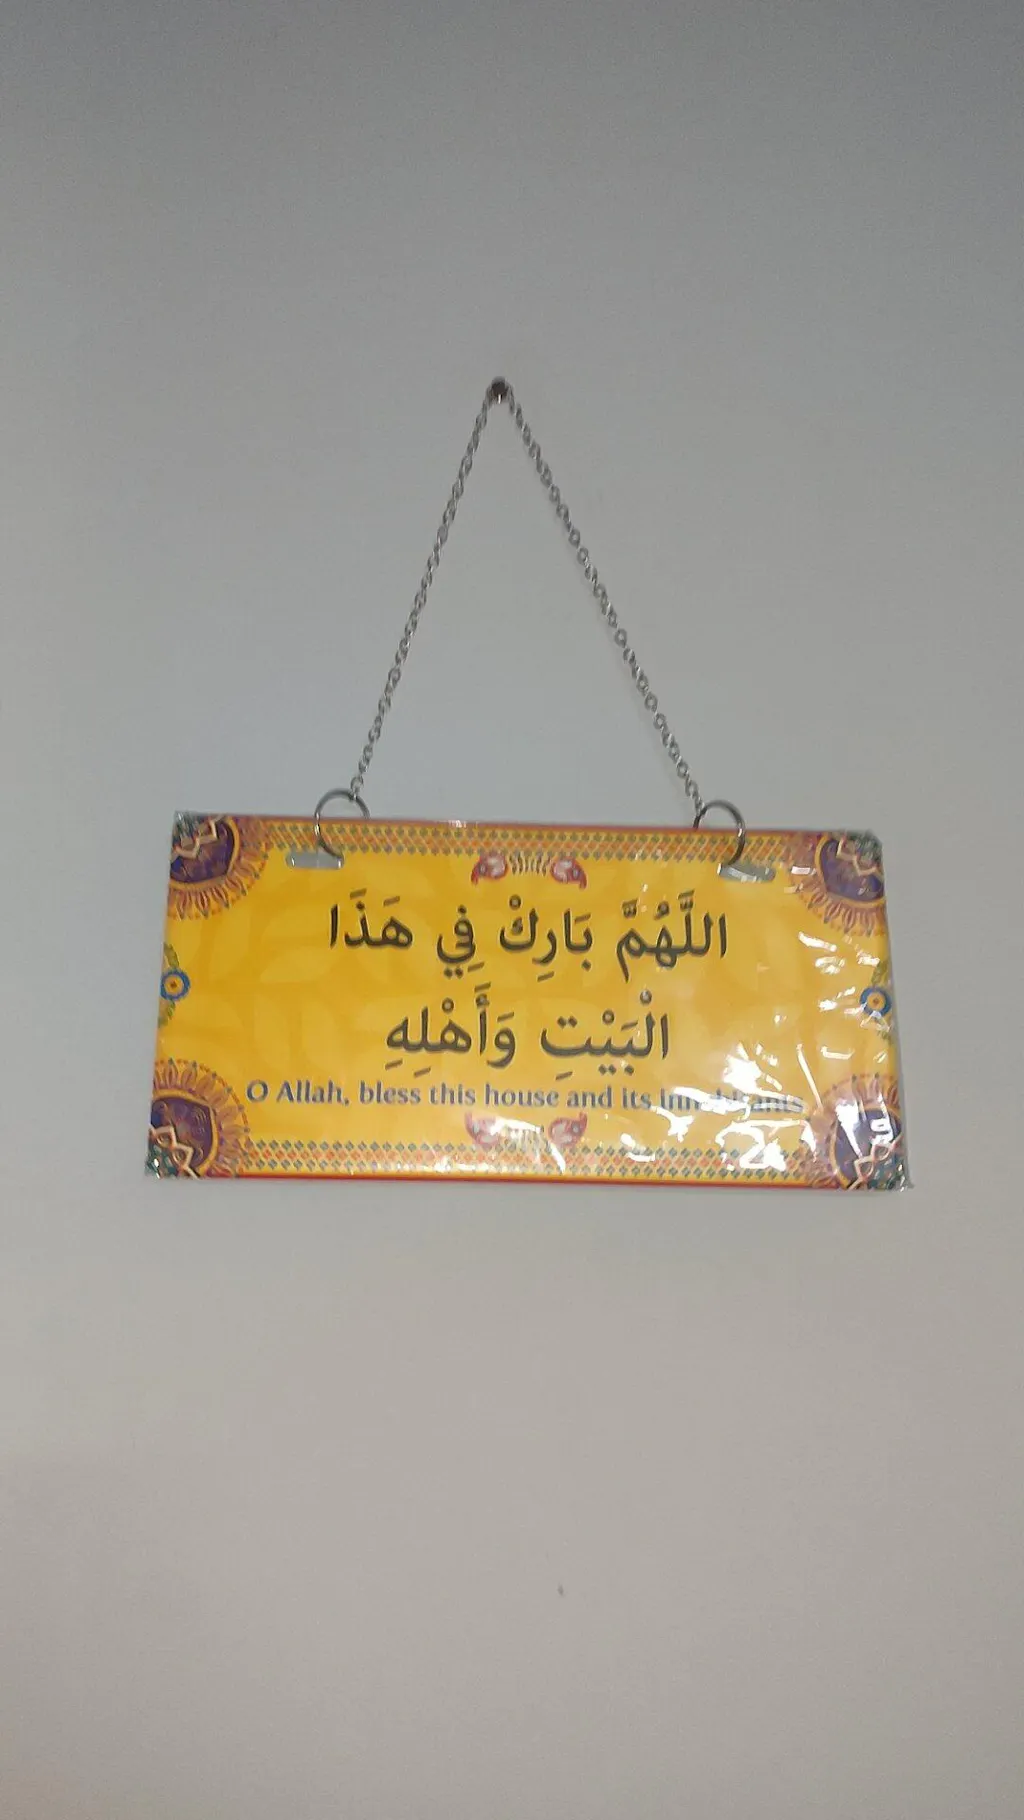 اللَّهُمَّ بَارِكْ فِي هَذَا
الْبَيْتِ وَأَهْلِهِ
O Allah, bless this house and its